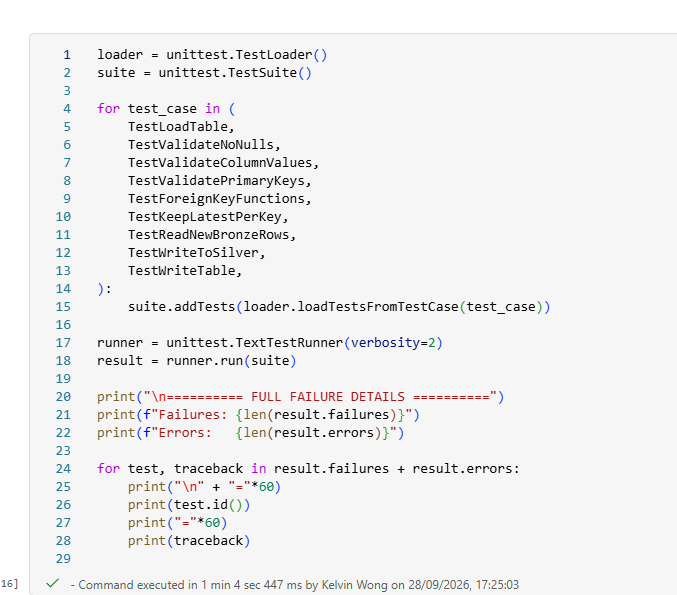 1 loader = unittest.TestLoader()
2 suite = unittest.TestSuite()
3
4 for test_case in (
5     TestLoadTable,
6     TestValidateNoNulls,
7     TestValidateColumnValues,
8     TestValidatePrimaryKeys,
9     TestForeignKeyFunctions,
10     TestKeepLatestPerKey,
11     TestReadNewBronzeRows,
12     TestWriteToSilver,
13     TestWriteTable,
14 ):
15     suite.addTests(loader.loadTestsFromTestCase(test_case))
16
17 runner = unittest.TextTestRunner(verbosity=2)
18 result = runner.run(suite)
19
20 print("\n========== FULL FAILURE DETAILS ==========")
21 print(f"Failures: {len(result.failures)}")
22 print(f"Errors:   {len(result.errors)}")
23
24 for test, traceback in result.failures + result.errors:
25     print("\n" + "="*60)
26     print(test.id())
27     print("="*60)
28     print(traceback)
29
16] ✓ - Command executed in 1 min 4 sec 447 ms by Kelvin Wong on 28/09/2026, 17:25:03